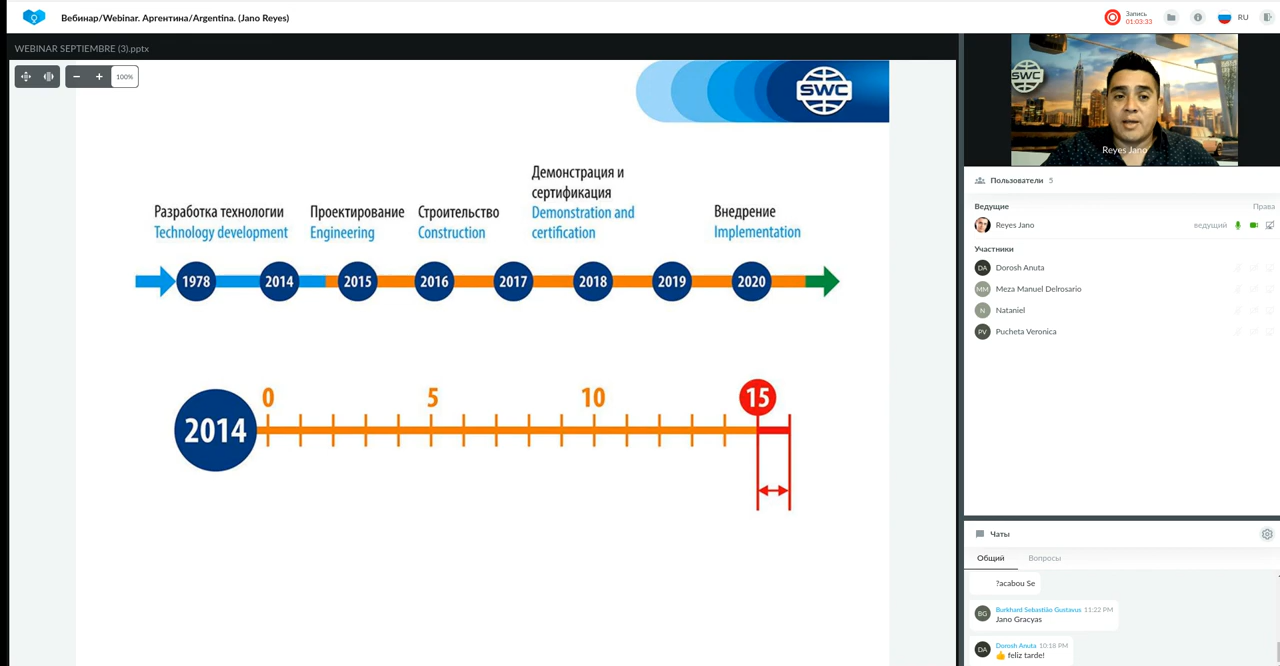 Вебинар/Webinar. Аргентина/Argentina. (Jano Reyes)
Запись
01:03:33
RU
WEBINAR SEPTIEMBRE (3).pptx
100%
SWC
Демонстрация и
сертификация
Demonstration and
certification
Разработка технологии
Technology development
Проектирование
Engineering
Строительство
Construction
Внедрение
Implementation
1978 2014 2015 2016 2017 2018 2019 2020
2014
0 5 10 15
SWC
Reyes Jano
Пользователи 5
Ведущие Права
Reyes Jano ведущий
Участники
DA Dorosh Anuta
MM Meza Manuel Delrosario
N Nataniel
PV Pucheta Veronica
Чаты
Общий Вопросы
?acabou Se
BG Burkhard Sebastião Gustavus 11:22 PM
Jano Gracyas
DA Dorosh Anuta 10:18 PM
👍 feliz tarde!